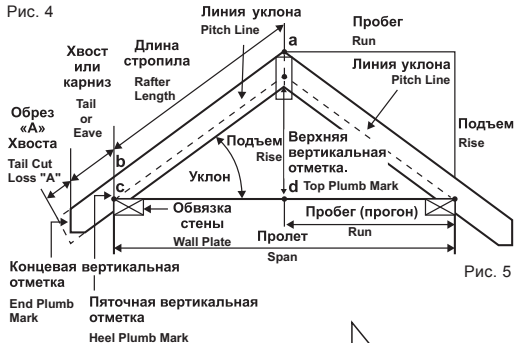 Рис. 4
Линия уклона
Pitch Line
a
Пробег
Run
Хвост
или
карниз
Tail
or
Eave
Длина
стропила
Rafter
Length
Линия уклона
Pitch Line
Обрез
«А»
Хвоста
Tail Cut
Loss "A"
b
c
Подъем
Rise
Уклон
Верхняя
вертикальная
отметка.
d Top Plumb Mark
Подъем
Rise
Обвязка
стены
Wall Plate
d
Пробег (прогон)
Run
Пролет
Span
Рис. 5
Концевая вертикальная
отметка
End Plumb
Mark
Пяточная вертикальная
отметка
Heel Plumb Mark